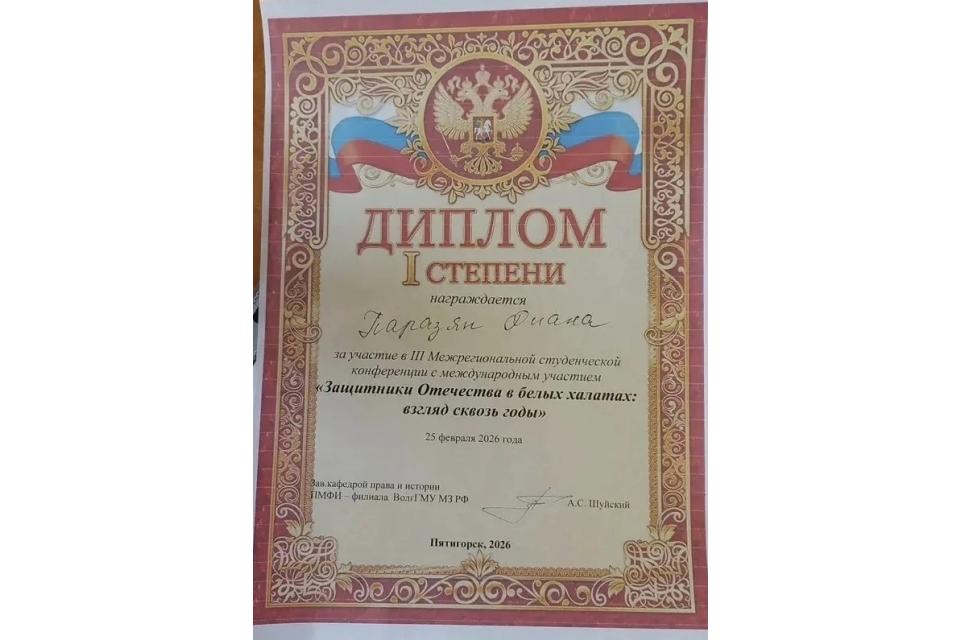 ДИПЛОМ
I СТЕПЕНИ
награждается
Паразян Диана
за участие в III Межрегиональной студенческой
конференции с международным участием
«Защитники Отечества в белых халатах:
взгляд сквозь годы»
25 февраля 2026 года
Зав.кафедрой права и истории
ПМФИ – филиала ВолгГМУ МЗ РФ
А.С. Шуйский
Пятигорск, 2026